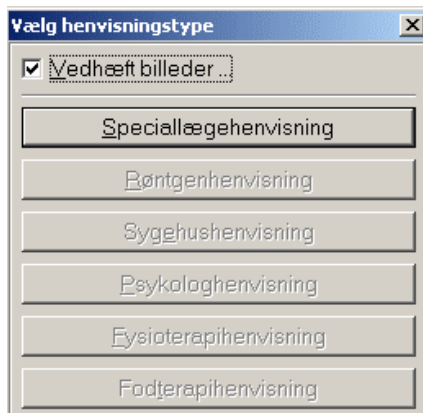 Vælg henvisningstype
Vedhæft billeder ...
Speciallægehenvisning
Røntgenhenvisning
Sygehushenvisning
Psykologhenvisning
Fysioterapihenvisning
Fodterapihenvisning